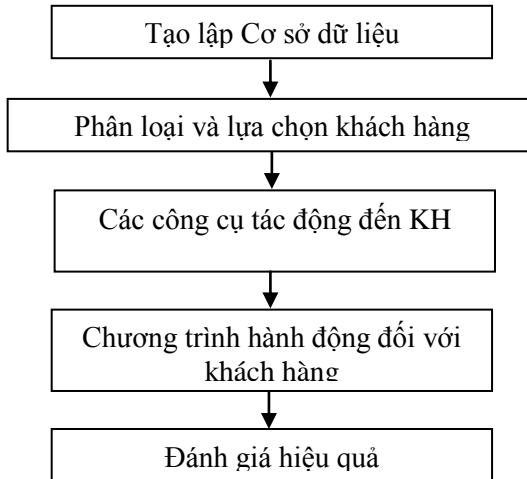 Tạo lập Cơ sở dữ liệu
Phân loại và lựa chọn khách hàng
Các công cụ tác động đến KH
Chương trình hành động đối với
khách hàng
Đánh giá hiệu quả